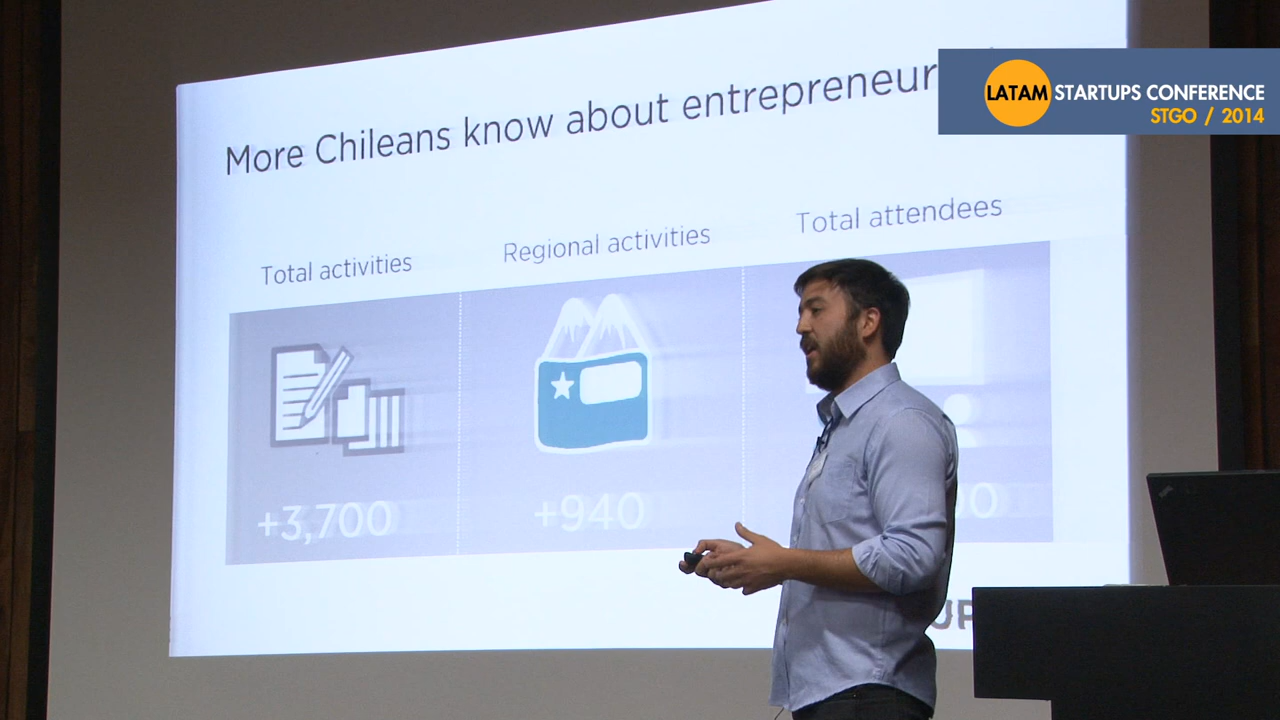 LATAM STARTUPS CONFERENCE
STGO / 2014
More Chileans know about entrepreneur
Total activities
Regional activities
Total attendees
+3,700
+940